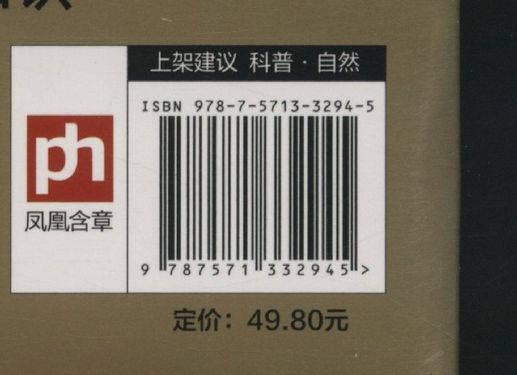 上架建议 科普·自然
ISBN 978-7-5713-3294-5
ph
凤凰含章
9 787571 332945 >
定价：49.80元